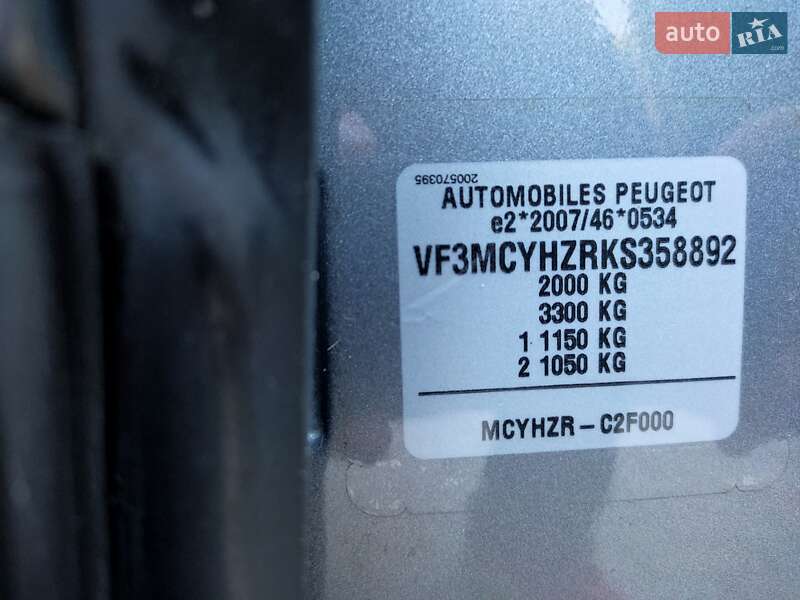 auto RIA .com
200570395
AUTOMOBILES PEUGEOT
e2*2007/46*0534
VF3MCYHZRKS358892
2000 KG
3300 KG
1 1150 KG
2 1050 KG
MCYHZR – C2F000